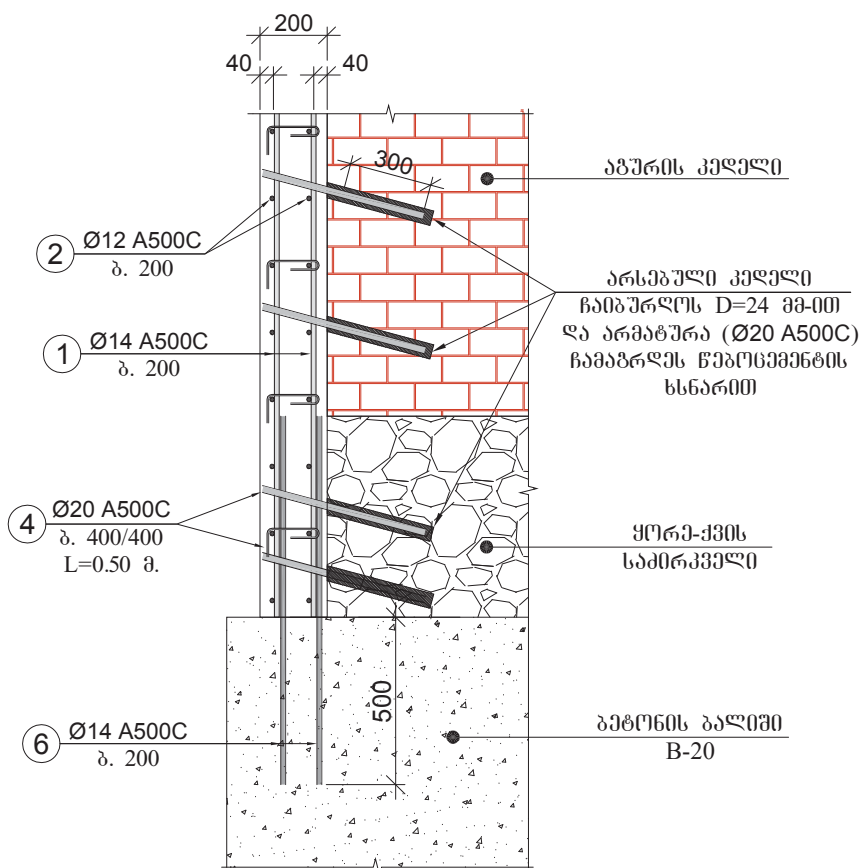 200
40
40
300
აგურის კედელი
2
Ø12 A500C
ბ. 200
არსებული კედელი
ჩაიბურღოს D=24 მმ-ით
და არმატურა (Ø20 A500C)
ჩამაგრდეს წებოცემენტის
ხსნარით
1
Ø14 A500C
ბ. 200
4
Ø20 A500C
ბ. 400/400
L=0.50 მ.
ყორე-ქვის
საძირკველი
500
6
Ø14 A500C
ბ. 200
ბეტონის ბალიში
B-20